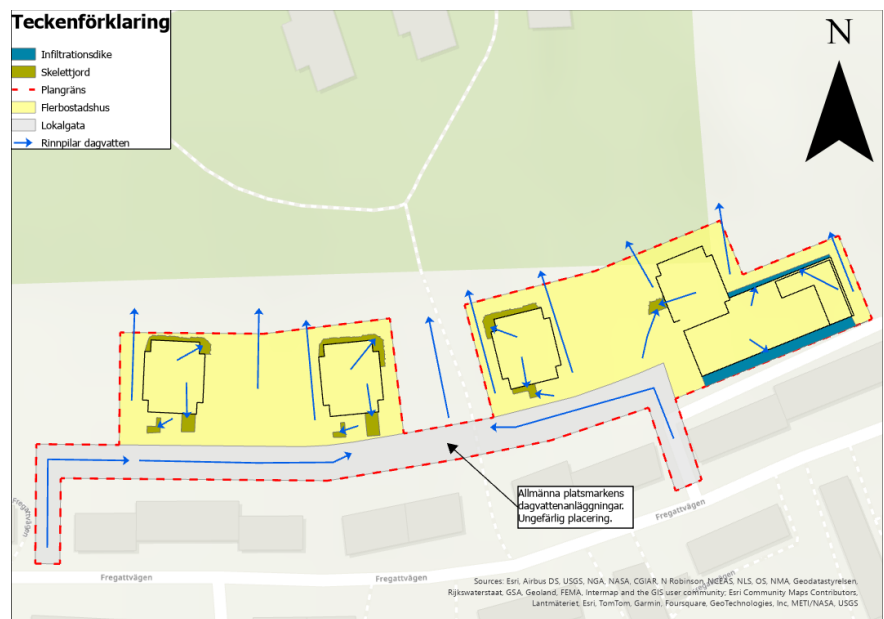 Teckenförklaring
Infiltrationsdike
Skelettjord
Plangräns
Flerbostadshus
Lokalgata
Rinnpilar dagvatten
N
Allmänna platsmarkens
dagvattenanläggningar.
Ungefärlig placering.
Fregattvägen
Fregattvägen
Fregattvägen
Fregattvägen
Fregattvägen
Sources: Esri, Airbus DS, USGS, NGA, NASA, CGIAR, N Robinson, NCEAS, NLS, OS, NMA, Geodatastyrelsen,
Rijkswaterstaat, GSA, Geoland, FEMA, Intermap and the GIS user community; Esri Community Maps Contributors,
Lantmäteriet, Esri, TomTom, Garmin, Foursquare, GeoTechnologies, Inc, METI/NASA, USGS